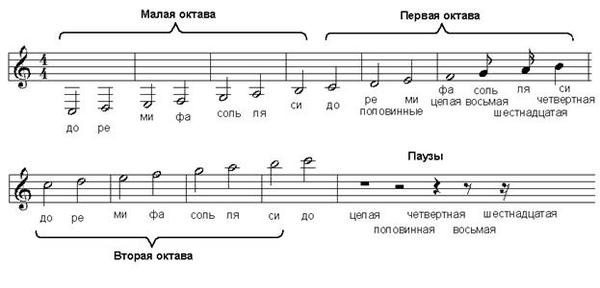 Малая октава Первая октава
4
4
до ре ми фа соль ля си до ре ми фа соль ля си
половинные целая восьмая четвертная
шестнадцатая
Паузы
до ре ми фа соль ля си до целая четвертная шестнадцатая
половинная восьмая
Вторая октава